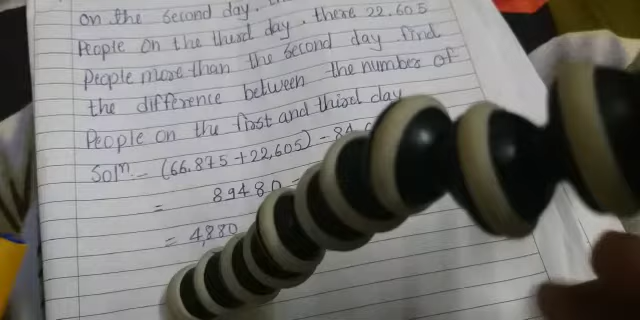 on the second day.
People on the third day. there 22.605
people more than the second day find
the difference between the number of
People on the first and third day
Solⁿ - (66.875+22,605) - 84
= 89480 -
= 4,880